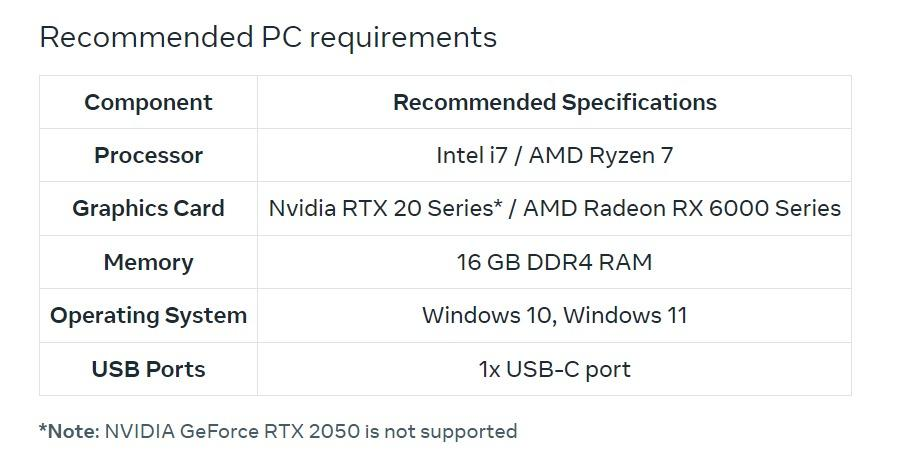 Recommended PC requirements
Component Recommended Specifications
Processor Intel i7 / AMD Ryzen 7
Graphics Card Nvidia RTX 20 Series* / AMD Radeon RX 6000 Series
Memory 16 GB DDR4 RAM
Operating System Windows 10, Windows 11
USB Ports 1x USB-C port
*Note: NVIDIA GeForce RTX 2050 is not supported